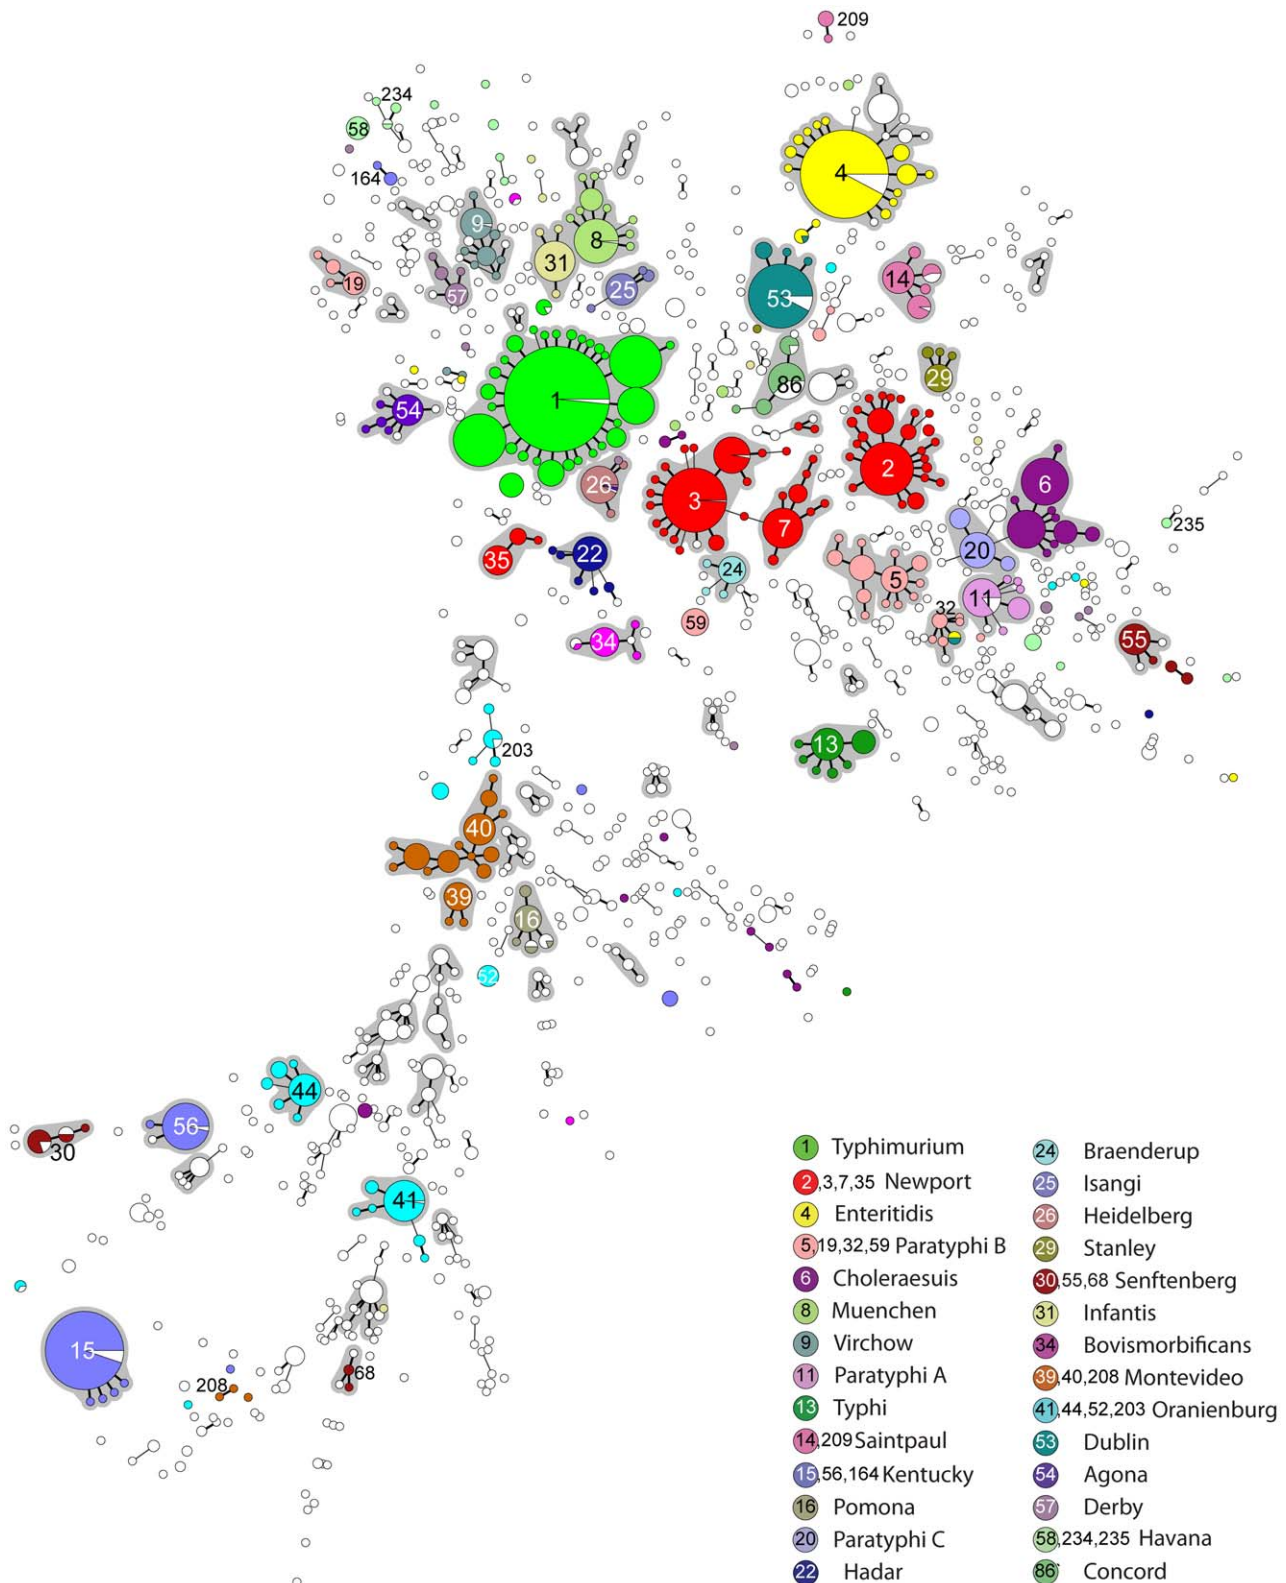 209
234
58
4
164
9
8
31
14
19
57
25
53
86
29
1
54
2
6
26
3
7
235
35
22
20
24
5
11
32
59
34
55
13
203
40
39
16
52
44
56
30
41
15
208
68
1 Typhimurium
2,3,7,35 Newport
4 Enteritidis
5,19,32,59 Paratyphi B
6 Choleraesuis
8 Muenchen
9 Virchow
11 Paratyphi A
13 Typhi
14,209 Saintpaul
15,56,164 Kentucky
16 Pomona
20 Paratyphi C
22 Hadar
24 Braenderup
25 Isangi
26 Heidelberg
29 Stanley
30,55,68 Senftenberg
31 Infantis
34 Bovismorbificans
39,40,208 Montevideo
41,44,52,203 Oranienburg
53 Dublin
54 Agona
57 Derby
58,234,235 Havana
86 Concord